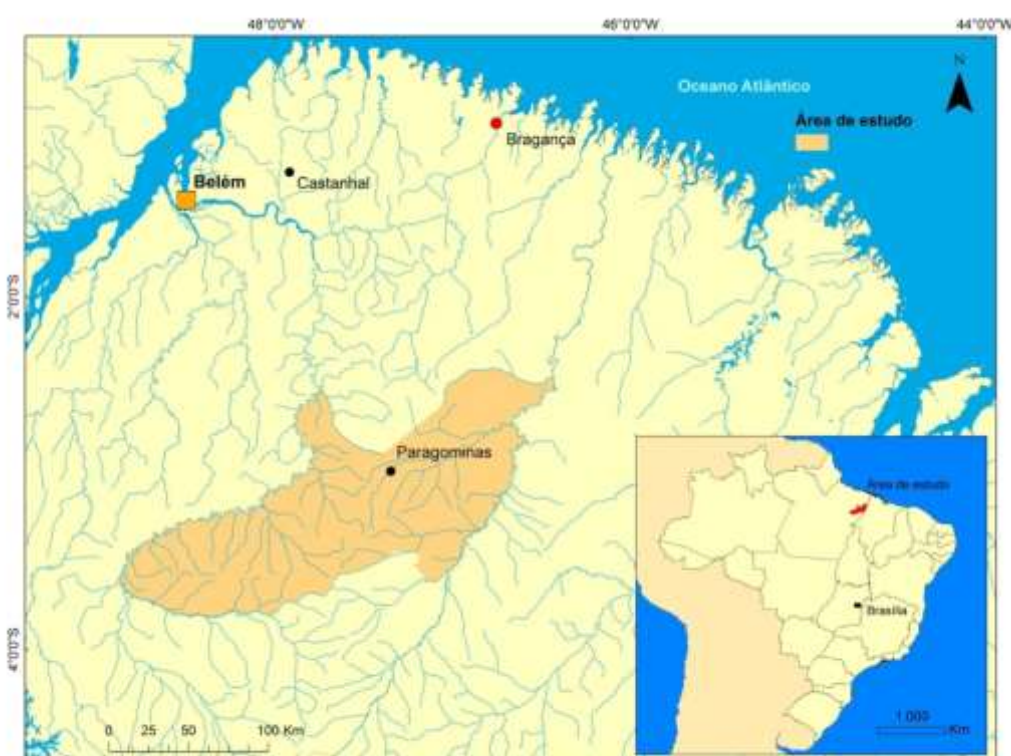 48°0'0"W
46°0'0"W
44°0'0"W
N
Oceano Atlântico
Área de estudo
Bragança
Castanhal
Belém
2°0'0"S
Paragominas
Área de estudo
Brasília
4°0'0"S
0 25 50 100 Km
1.000
Km